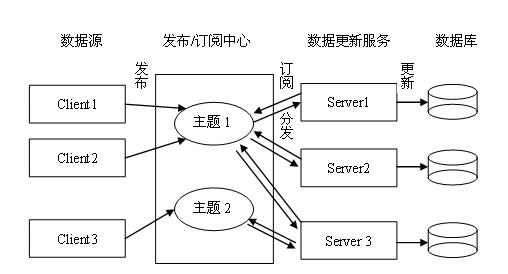 数据源 发布/订阅中心 数据更新服务 数据库
发布 订阅 更新
Client1 主题 1 分发 Server1
Client2 Server2
Client3 主题 2 Server 3